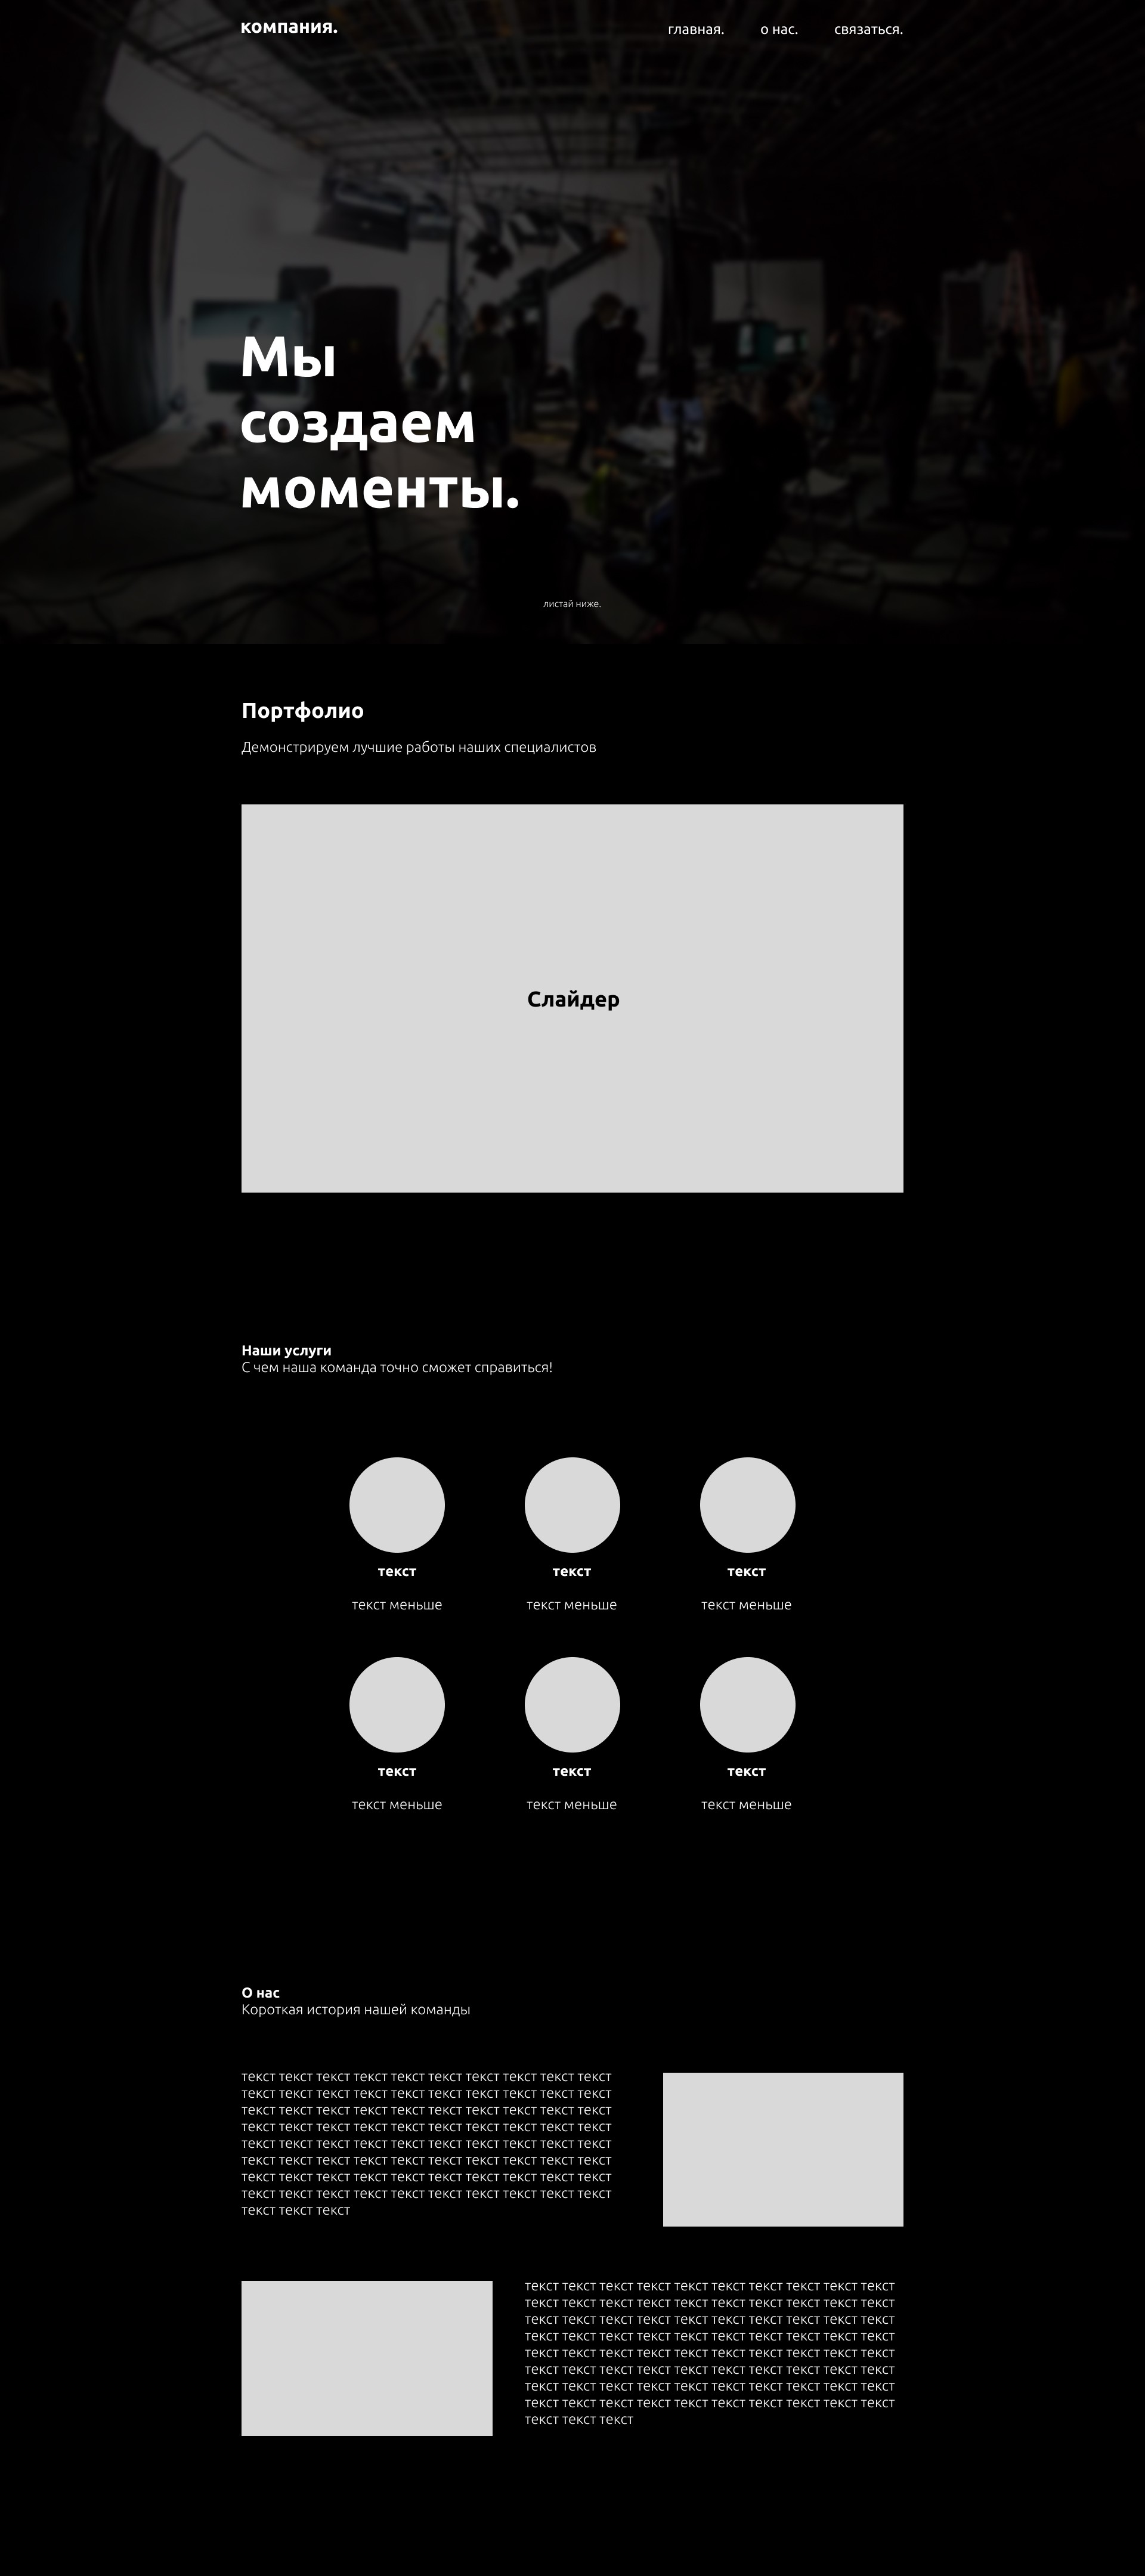 компания.
главная. о нас. связаться.
Мы
создаем
моменты.
листай ниже.
Портфолио
Демонстрируем лучшие работы наших специалистов
Слайдер
Наши услуги
С чем наша команда точно сможет справиться!
текст текст текст
текст меньше текст меньше текст меньше
текст текст текст
текст меньше текст меньше текст меньше
О нас
Короткая история нашей команды
текст текст текст текст текст текст текст текст текст текст
текст текст текст текст текст текст текст текст текст текст
текст текст текст текст текст текст текст текст текст текст
текст текст текст текст текст текст текст текст текст текст
текст текст текст текст текст текст текст текст текст текст
текст текст текст текст текст текст текст текст текст текст
текст текст текст текст текст текст текст текст текст текст
текст текст текст текст текст текст текст текст текст текст
текст текст текст
текст текст текст текст текст текст текст текст текст текст
текст текст текст текст текст текст текст текст текст текст
текст текст текст текст текст текст текст текст текст текст
текст текст текст текст текст текст текст текст текст текст
текст текст текст текст текст текст текст текст текст текст
текст текст текст текст текст текст текст текст текст текст
текст текст текст текст текст текст текст текст текст текст
текст текст текст текст текст текст текст текст текст текст
текст текст текст